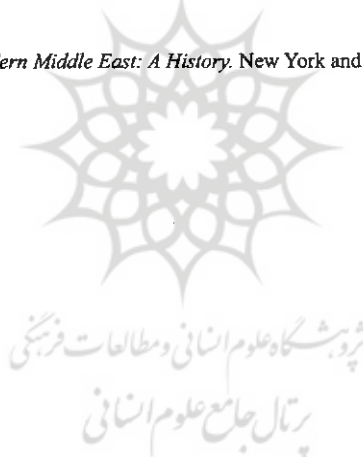 ern Middle East: A History. New York and
پژوهشگاه علوم انسانی و مطالعات فرهنگی
پرتال جامع علوم انسانی